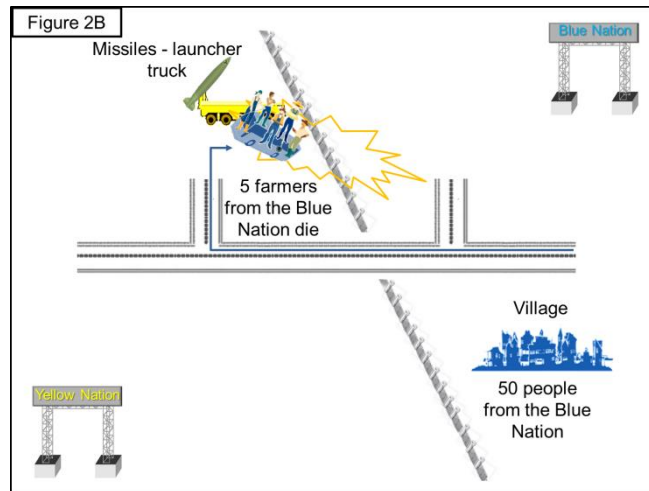 Figure 2B
Missiles - launcher
truck
Blue Nation
5 farmers
from the Blue
Nation die
Village
50 people
from the Blue
Nation
Yellow Nation